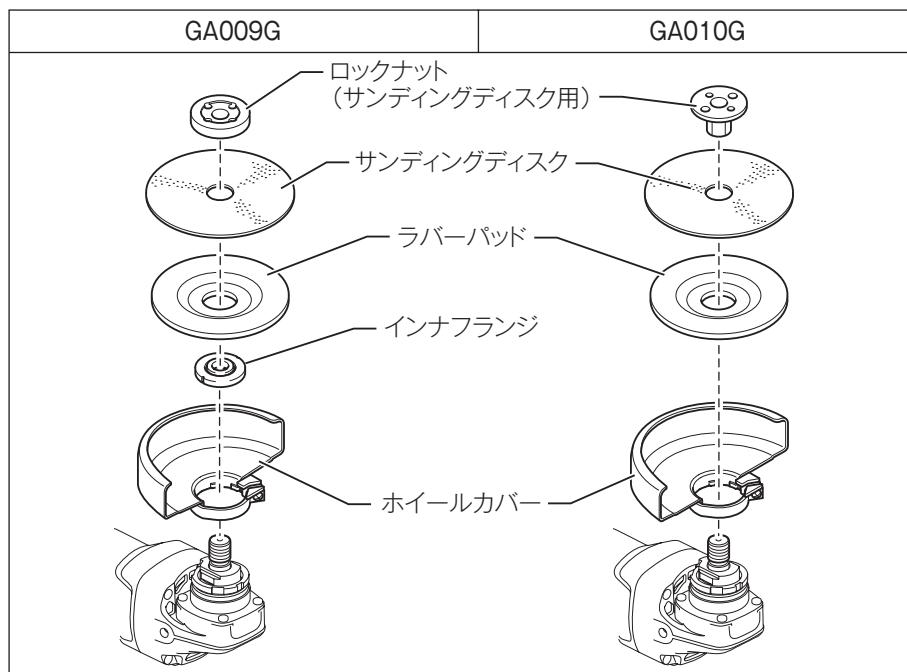 GA009G
GA010G
ロックナット
（サンディングディスク用）
サンディングディスク
ラバーパッド
インナフランジ
ホイールカバー